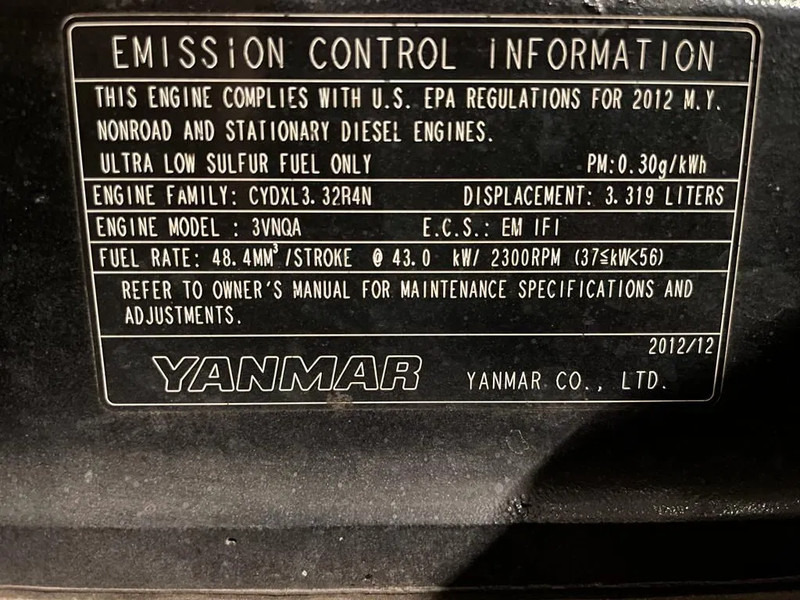 EMISSION CONTROL INFORMATION
THIS ENGINE COMPLIES WITH U.S. EPA REGULATIONS FOR 2012 M.Y.
NONROAD AND STATIONARY DIESEL ENGINES.
ULTRA LOW SULFUR FUEL ONLY PM:0.30g/kWh
ENGINE FAMILY: CYDXL3.32R4N DISPLACEMENT: 3.319 LITERS
ENGINE MODEL : 3VNQA E.C.S.: EM IFI
FUEL RATE: 48.4MM³/STROKE @ 43.0 kW/ 2300RPM (37≦kW<56)
REFER TO OWNER'S MANUAL FOR MAINTENANCE SPECIFICATIONS AND
ADJUSTMENTS.
2012/12
YANMAR YANMAR CO., LTD.